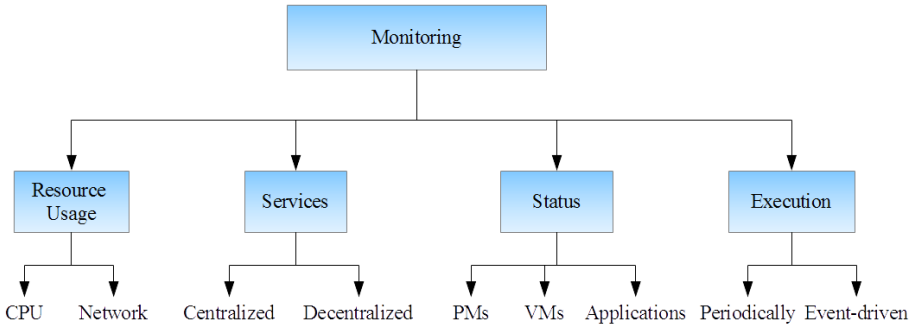 Monitoring
Resource
Usage
Services
Status
Execution
CPU
Network
Centralized
Decentralized
PMs
VMs
Applications
Periodically
Event-driven